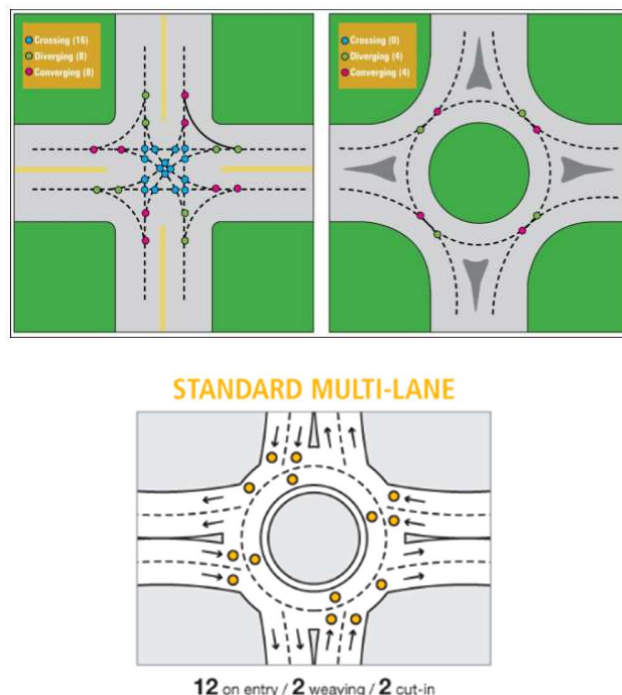 Crossing (16)
Diverging (8)
Converging (8)
Crossing (0)
Diverging (4)
Converging (4)
STANDARD MULTI-LANE
12 on entry / 2 weaving / 2 cut-in